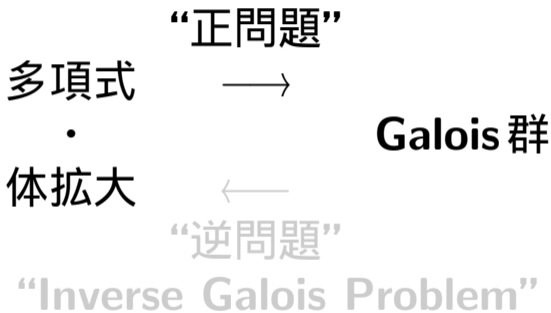 “正問題”
多項式 ⟶
・ Galois 群
体拡大 ⟵
“逆問題”
“Inverse Galois Problem”